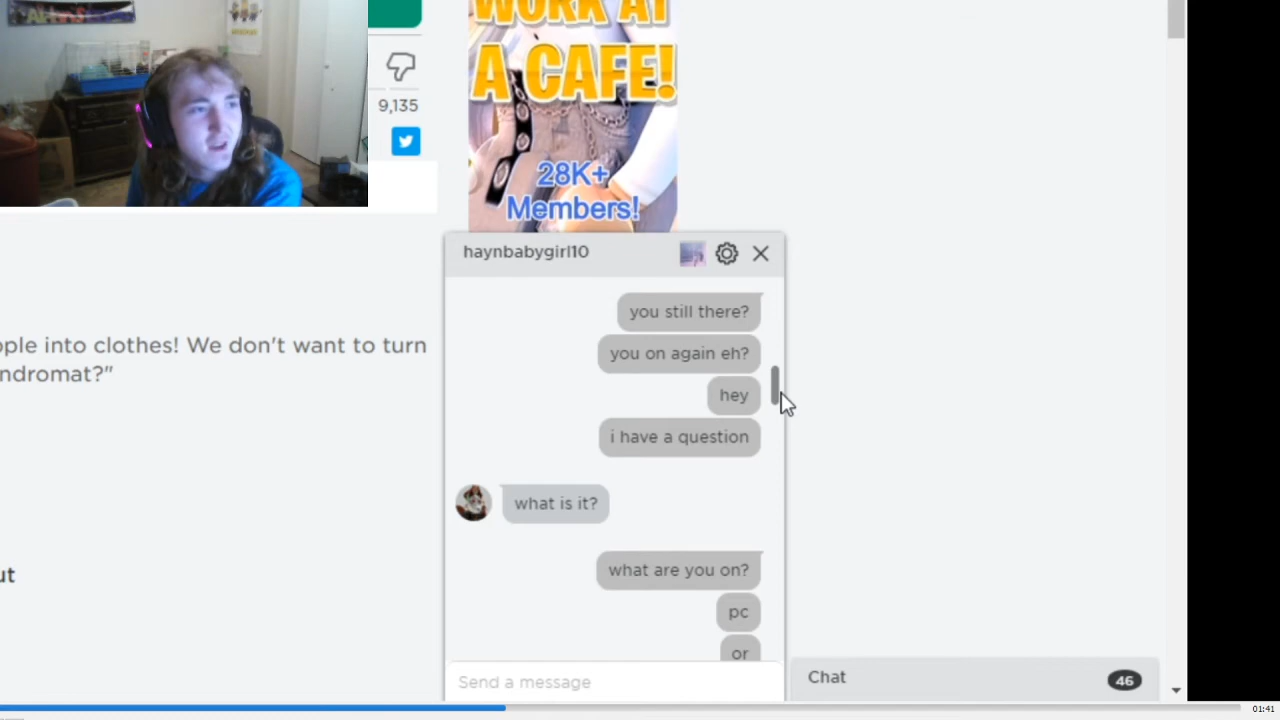 WORK AT
A CAFE!
9,135
28K+
Members!
haynbabygirl10
you still there?
you on again eh?
hey
i have a question
ople into clothes! We don't want to turn
ndromat?"
what is it?
what are you on?
ut
pc
or
Send a message
Chat
46
01:41